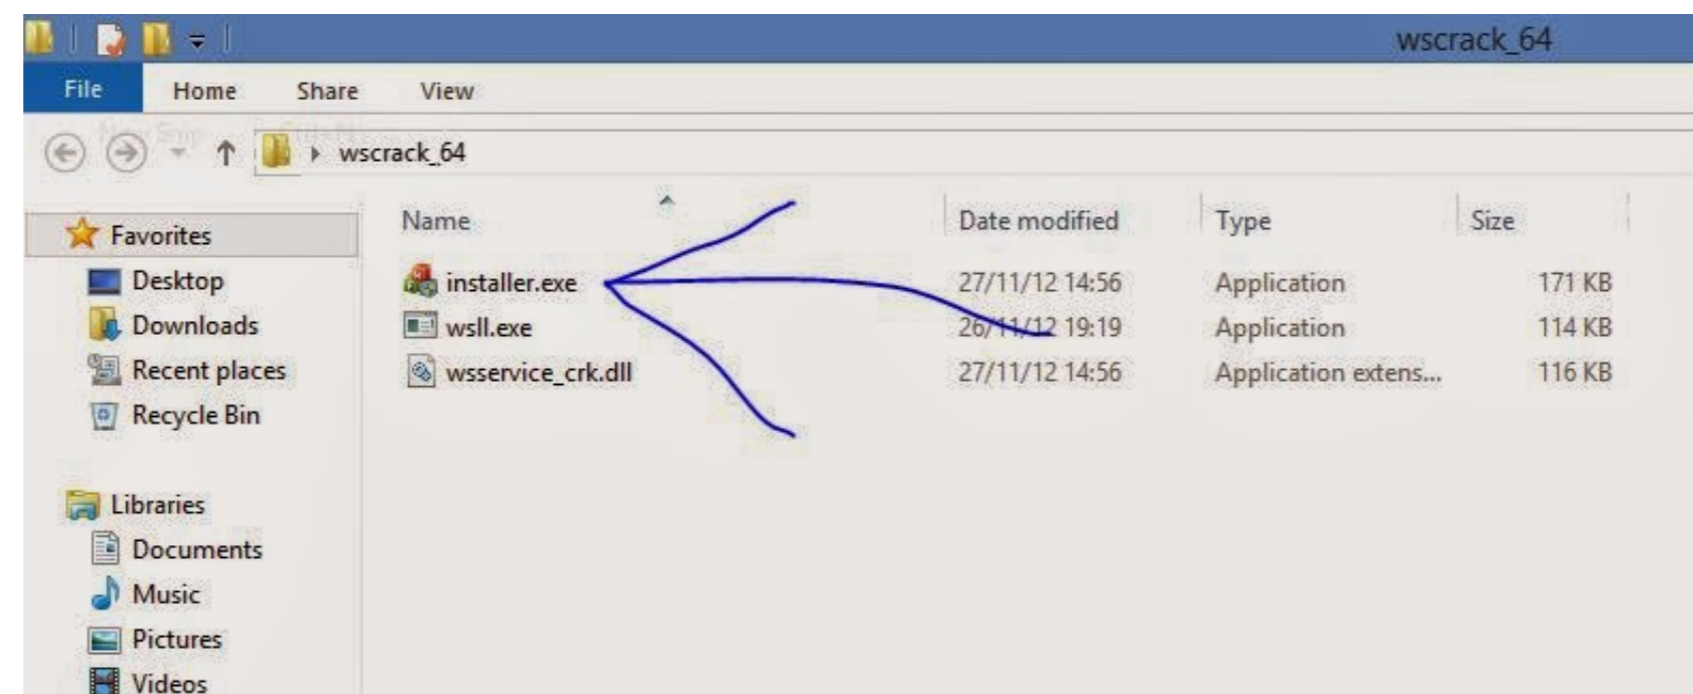 wscrack_64
File Home Share View
wscrack_64
Name Date modified Type Size
Favorites
Desktop
Downloads
Recent places
Recycle Bin
installer.exe 27/11/12 14:56 Application 171 KB
wsll.exe 26/11/12 19:19 Application 114 KB
wsservice_crk.dll 27/11/12 14:56 Application extens... 116 KB
Libraries
Documents
Music
Pictures
Videos